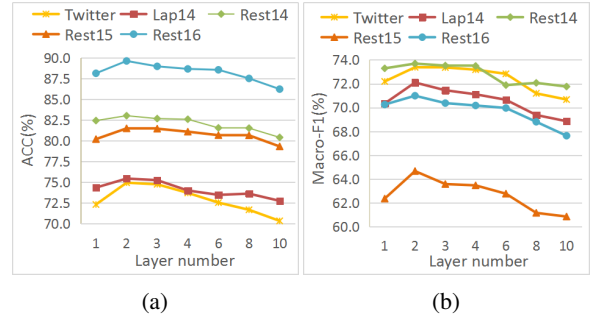 Twitter Lap14 Rest14
Rest15 Rest16
90.0
87.5
85.0
82.5
80.0
77.5
75.0
72.5
70.0
ACC(%)
1 2 3 4 6 8 10
Layer number
(a)
Twitter Lap14 Rest14
Rest15 Rest16
74.0
72.0
70.0
68.0
66.0
64.0
62.0
60.0
Macro-F1(%)
1 2 3 4 6 8 10
Layer number
(b)